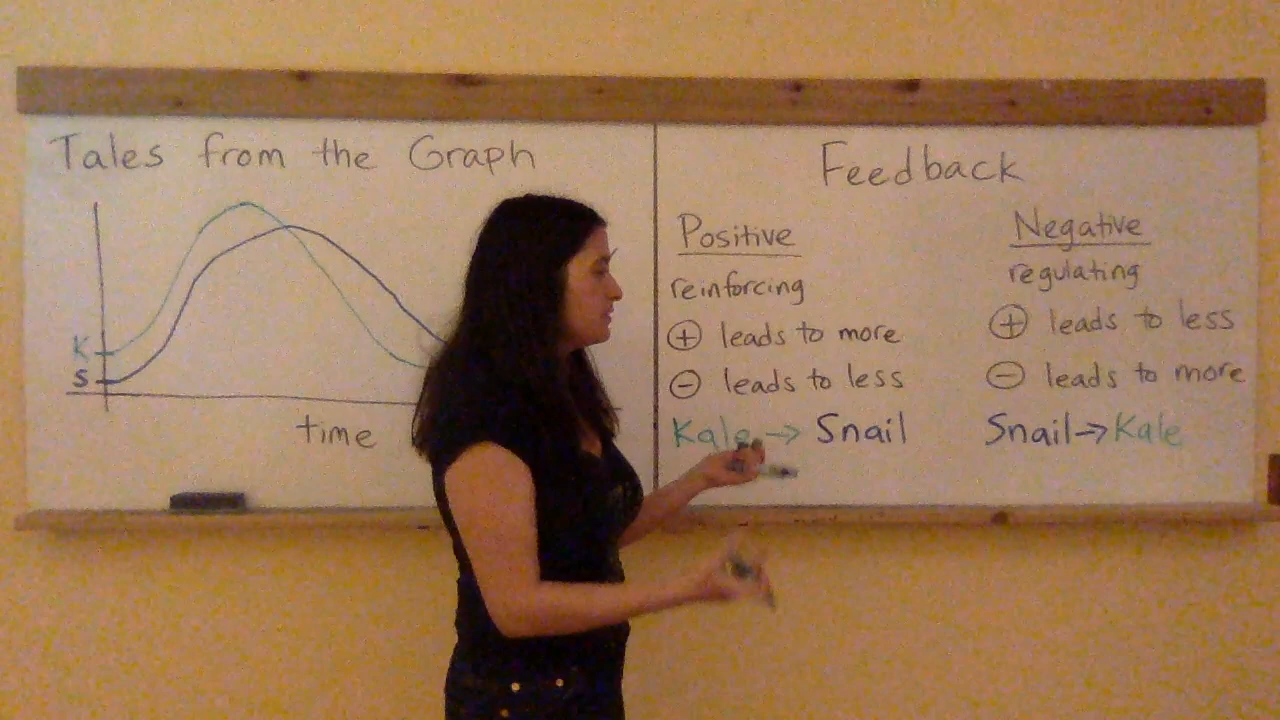 Tales from the Graph
K
S
time
Feedback
Positive
reinforcing
+ leads to more
- leads to less
Kale → Snail
Negative
regulating
+ leads to less
- leads to more
Snail → Kale